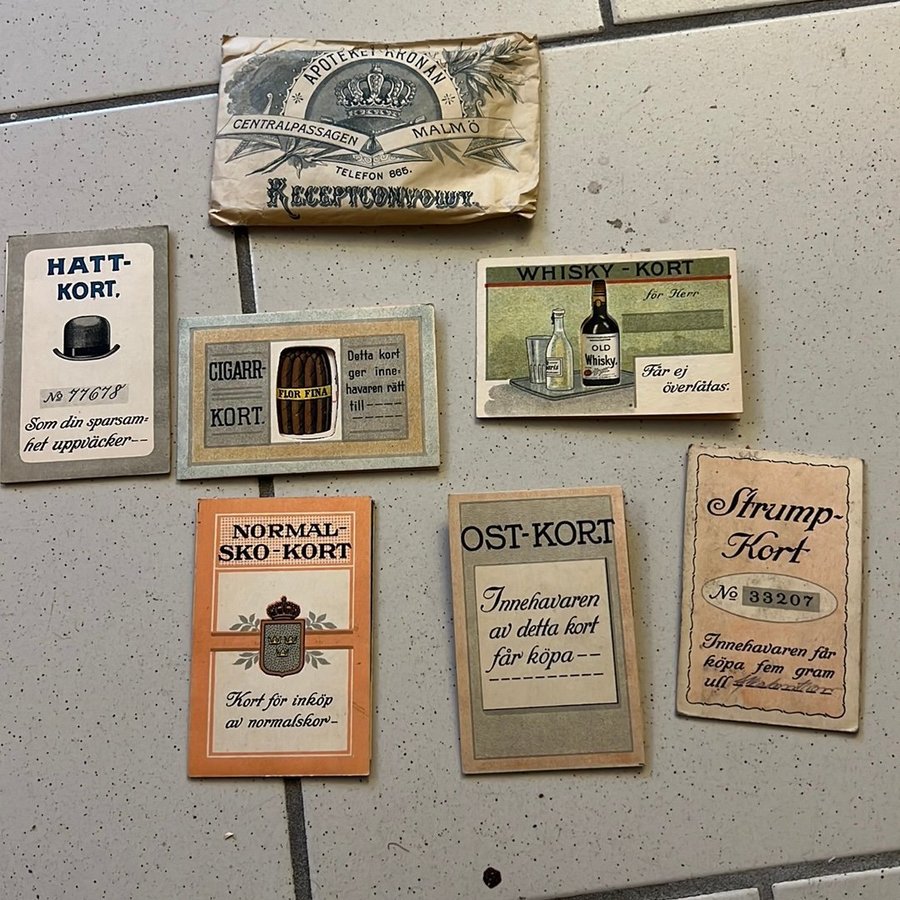 APOTEKET KRONAN
CENTRALPASSAGEN MALMÖ
TELEFON 865.
RECEPTCONVOLUT.
HATT-
KORT.
No 77678
Som din sparsam-
het uppväcker--
CIGARR-
KORT.
FLOR FINA
Detta kort
ger inne-
havaren rätt
till ----
WHISKY-KORT
för Herr
OLD
Whisky.
Får ej
överlåtas.
NORMAL-
SKO-KORT
Kort för inköp
av normalskor-
OST-KORT
Innehavaren
av detta kort
får köpa --
----------
Strump-
Kort
No 33207
Innehavaren får
köpa fem gram
ull